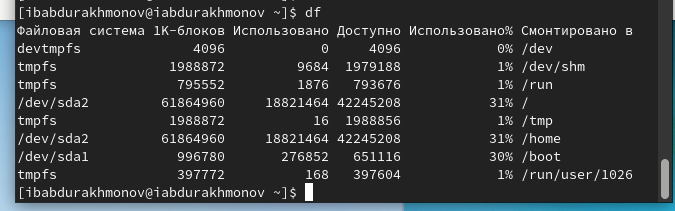 [ibabdurakhmonov@iabdurakhmonov ~]$ df
Файловая система 1K-блоков Использовано Доступно Использовано% Смонтировано в
devtmpfs 4096 0 4096 0% /dev
tmpfs 1988872 9684 1979188 1% /dev/shm
tmpfs 795552 1876 793676 1% /run
/dev/sda2 61864960 18821464 42245208 31% /
tmpfs 1988872 16 1988856 1% /tmp
/dev/sda2 61864960 18821464 42245208 31% /home
/dev/sda1 996780 276852 651116 30% /boot
tmpfs 397772 168 397604 1% /run/user/1026
[ibabdurakhmonov@iabdurakhmonov ~]$